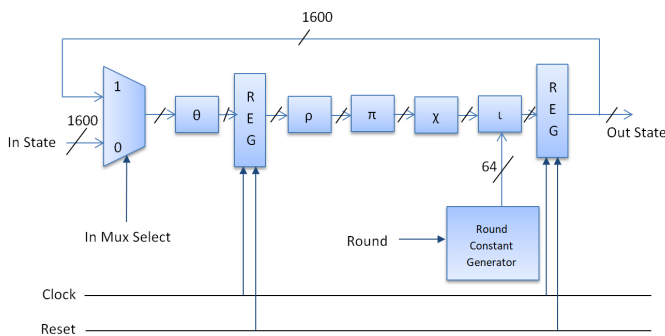 1600
1
1600
In State
0
θ
R
E
G
ρ
π
χ
ι
R
E
G
Out State
64
In Mux Select
Round
Round
Constant
Generator
Clock
Reset